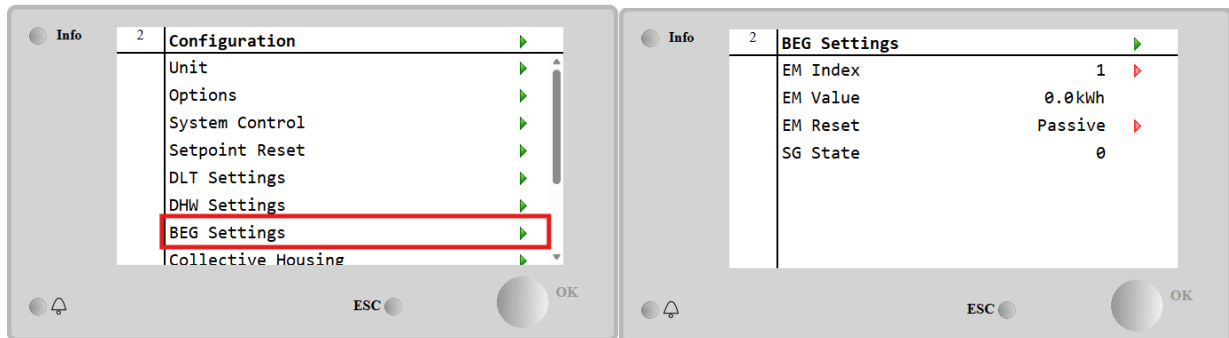 Info
2
Configuration
Unit
Options
System Control
Setpoint Reset
DLT Settings
DHW Settings
BEG Settings
Collective Housing
ESC
OK
Info
2
BEG Settings
EM Index 1
EM Value 0.0kWh
EM Reset Passive
SG State 0
ESC
OK